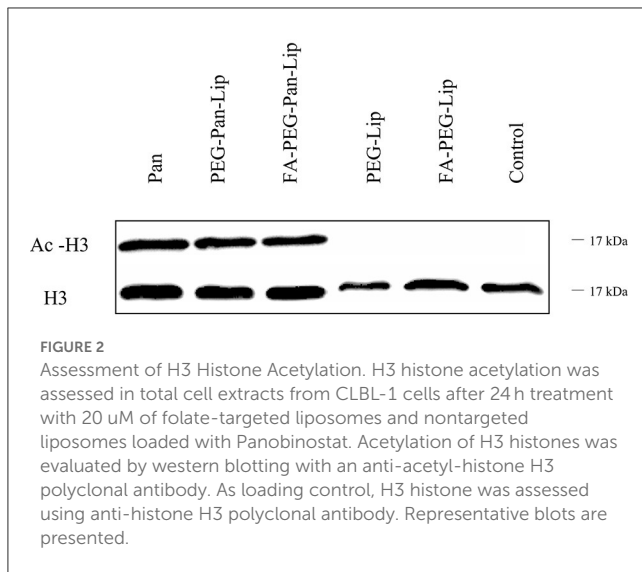 Pan
PEG-Pan-Lip
FA-PEG-Pan-Lip
PEG-Lip
FA-PEG-Lip
Control
Ac -H3
— 17 kDa
H3
— 17 kDa
FIGURE 2
Assessment of H3 Histone Acetylation. H3 histone acetylation was
assessed in total cell extracts from CLBL-1 cells after 24 h treatment
with 20 uM of folate-targeted liposomes and nontargeted
liposomes loaded with Panobinostat. Acetylation of H3 histones was
evaluated by western blotting with an anti-acetyl-histone H3
polyclonal antibody. As loading control, H3 histone was assessed
using anti-histone H3 polyclonal antibody. Representative blots are
presented.